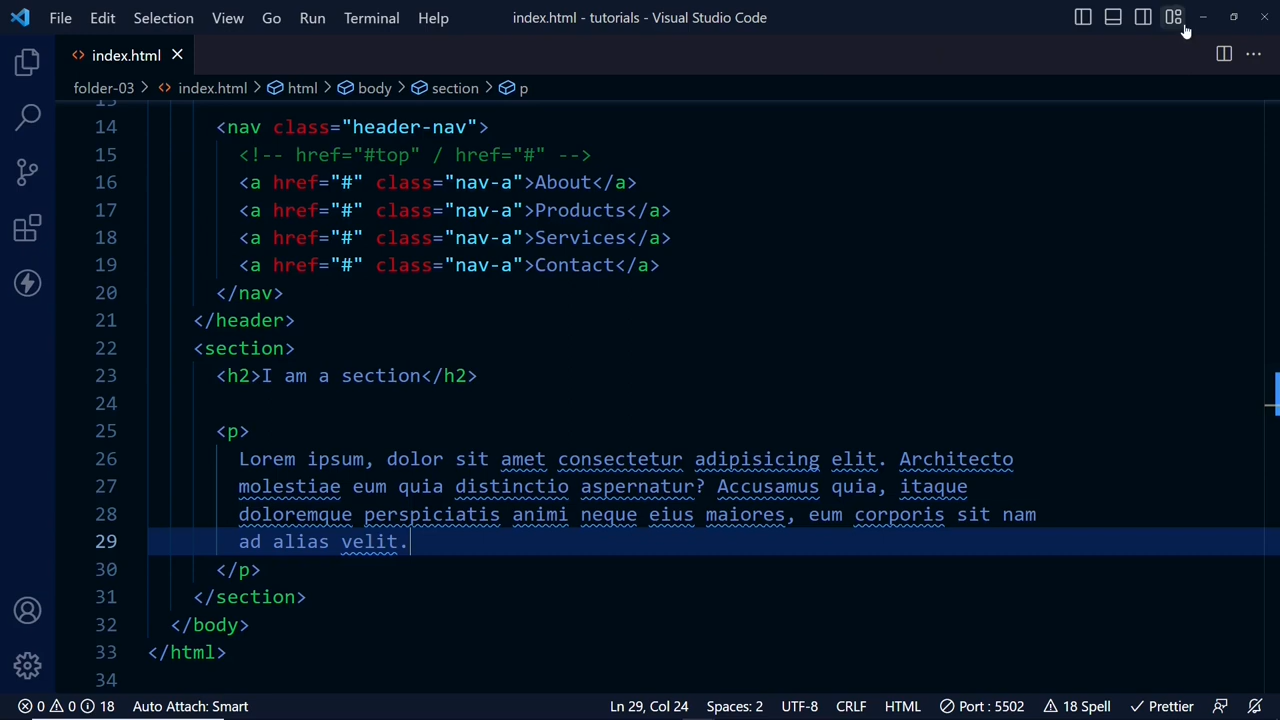 File Edit Selection View Go Run Terminal Help index.html - tutorials - Visual Studio Code
index.html
folder-03 > index.html > html > body > section > p
14 <nav class="header-nav">
15 <!-- href="#top" / href="#" -->
16 <a href="#" class="nav-a">About</a>
17 <a href="#" class="nav-a">Products</a>
18 <a href="#" class="nav-a">Services</a>
19 <a href="#" class="nav-a">Contact</a>
20 </nav>
21 </header>
22 <section>
23 <h2>I am a section</h2>
24
25 <p>
26 Lorem ipsum, dolor sit amet consectetur adipisicing elit. Architecto
27 molestiae eum quia distinctio aspernatur? Accusamus quia, itaque
28 doloremque perspiciatis animi neque eius maiores, eum corporis sit nam
29 ad alias velit.
30 </p>
31 </section>
32 </body>
33 </html>
34
0 0 18 Auto Attach: Smart Ln 29, Col 24 Spaces: 2 UTF-8 CRLF HTML Port : 5502 18 Spell Prettier